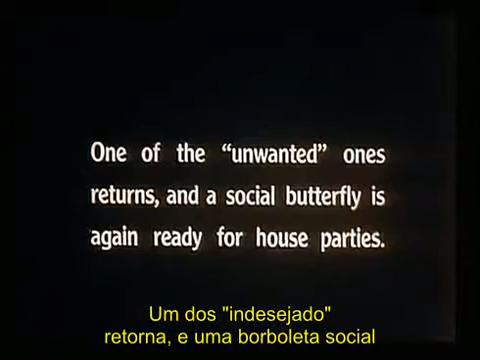 One of the “unwanted” ones
returns, and a social butterfly is
again ready for house parties.
Um dos "indesejado"
retorna, e uma borboleta social